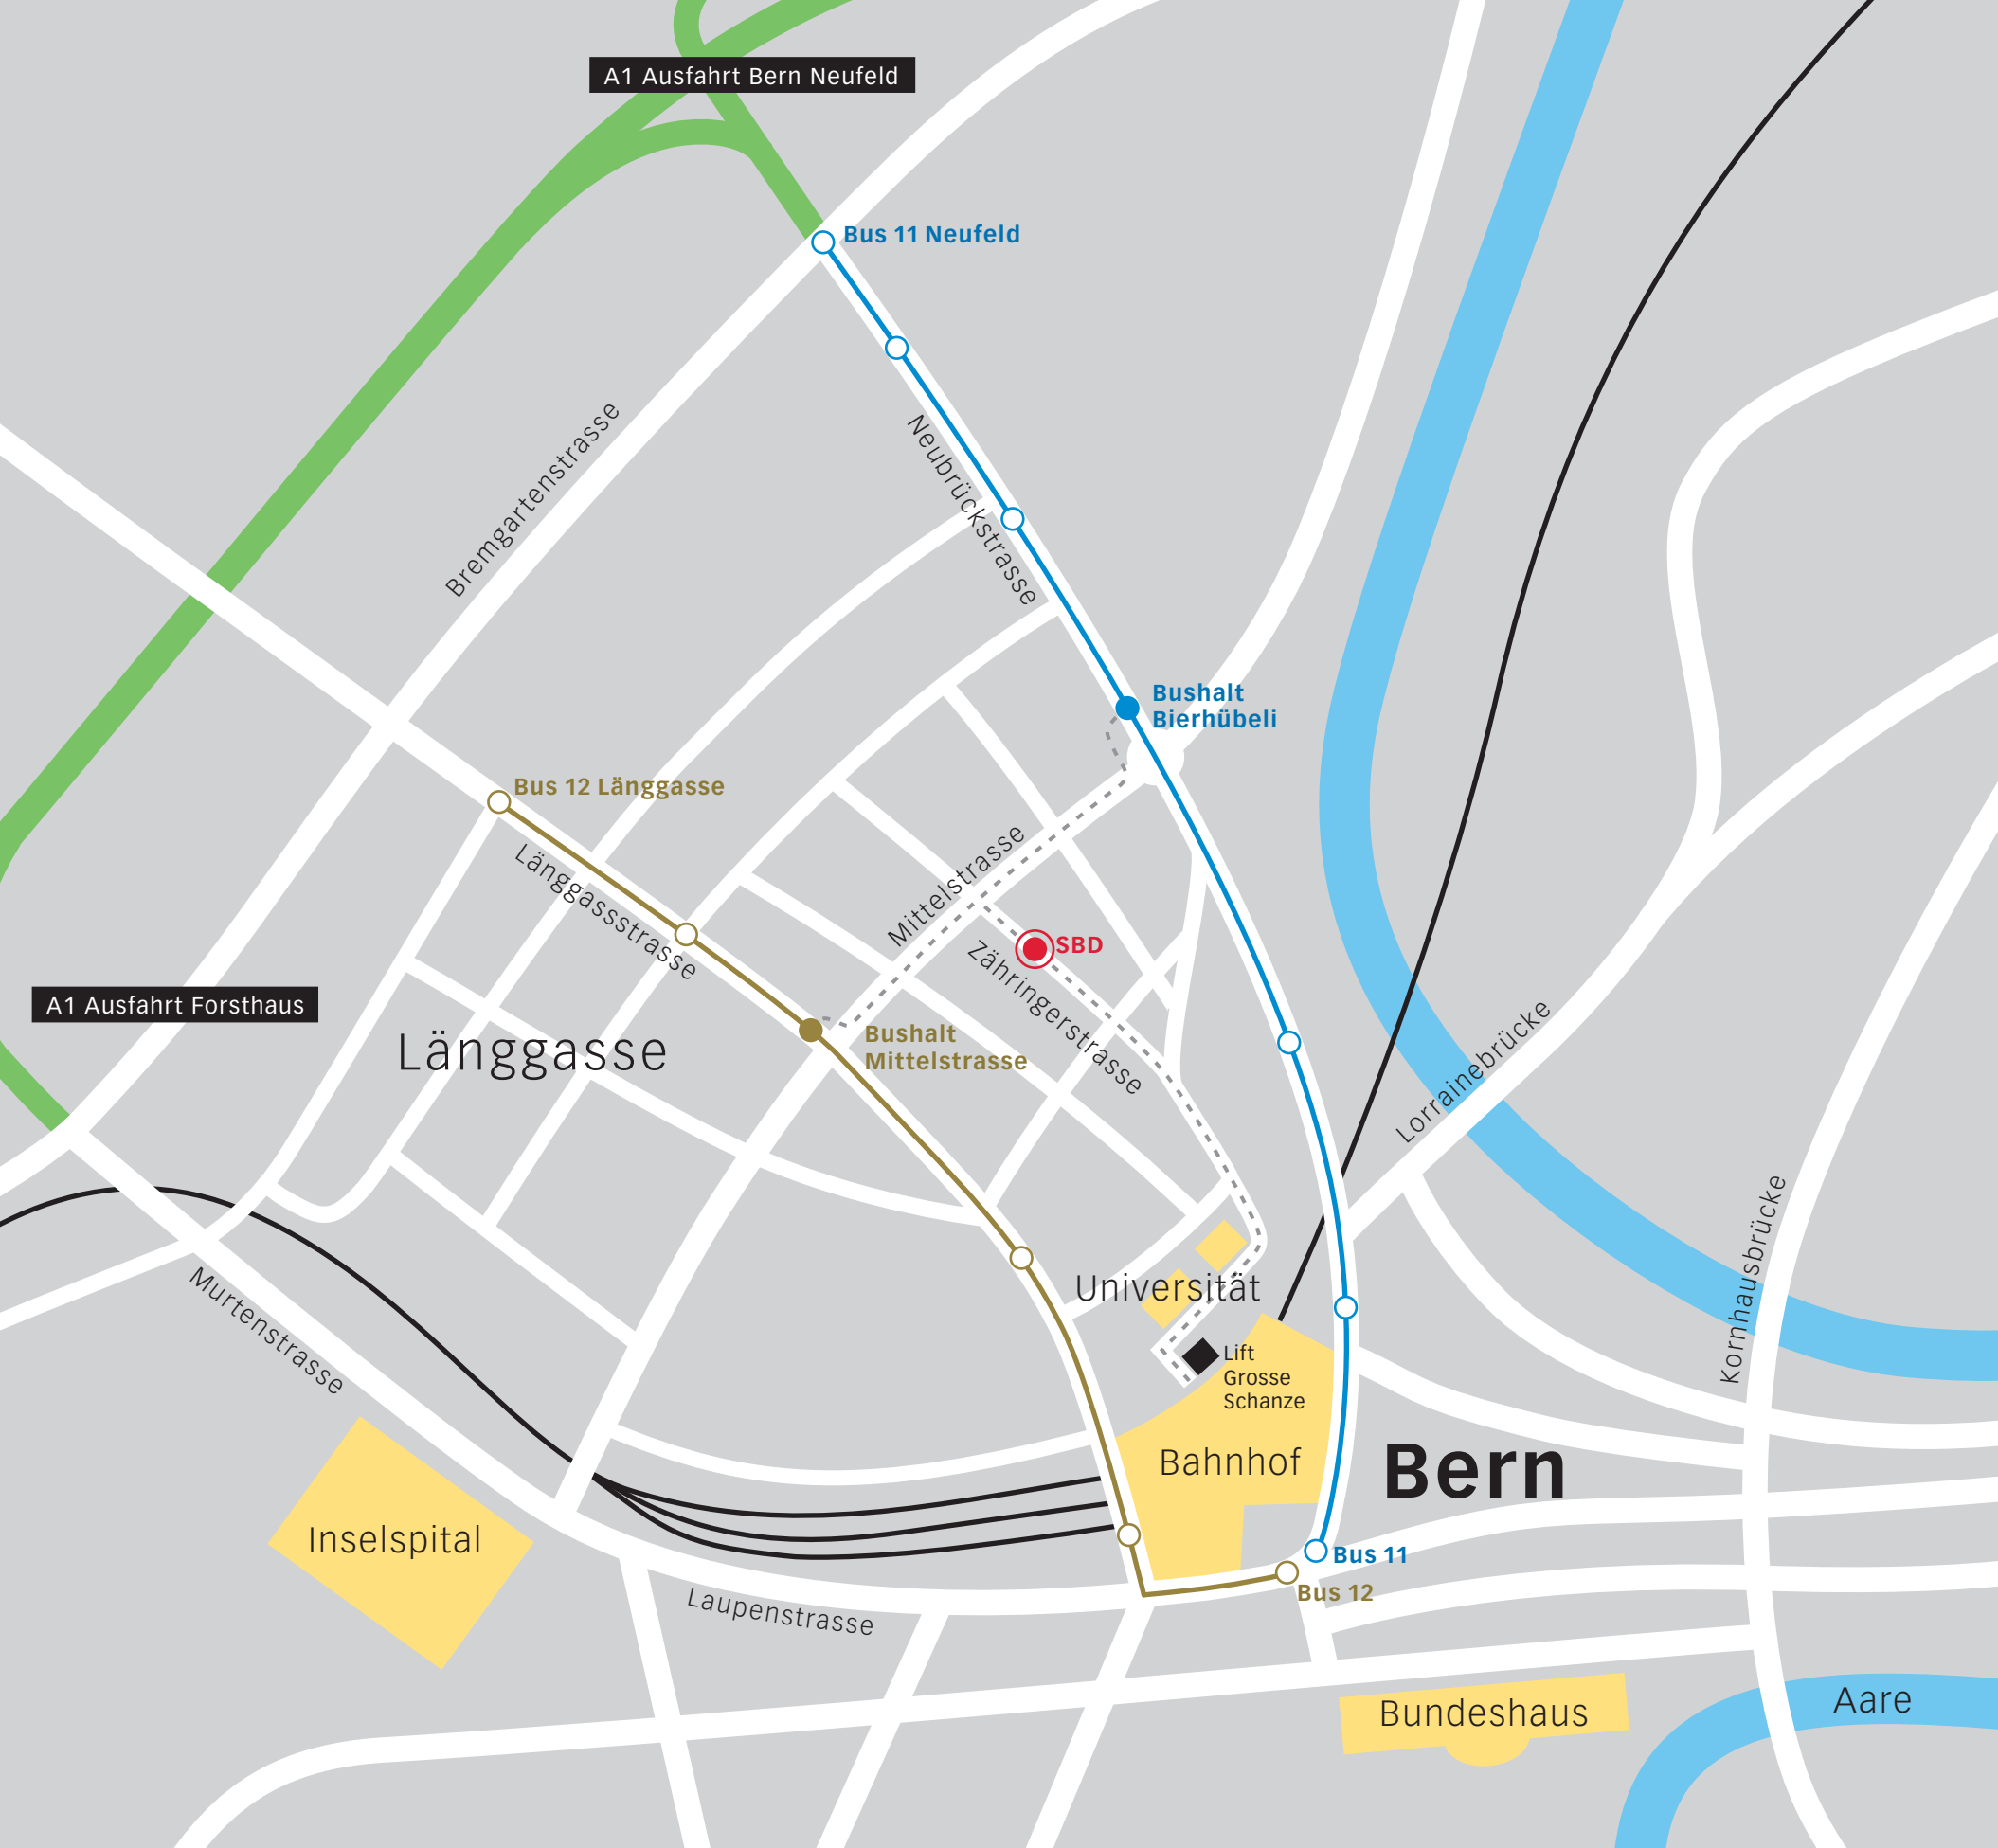 A1 Ausfahrt Bern Neufeld
Bus 11 Neufeld
Bremgartenstrasse
Neubrückstrasse
Bushalt
Bierhübeli
Bus 12 Länggasse
Länggassstrasse
Mittelstrasse
SBD
Zähringerstrasse
A1 Ausfahrt Forsthaus
Länggasse
Bushalt
Mittelstrasse
Lorrainebrücke
Kornhausbrücke
Murtenstrasse
Universität
Lift
Grosse
Schanze
Bahnhof
Bern
Inselspital
Bus 11
Bus 12
Laupenstrasse
Bundeshaus
Aare